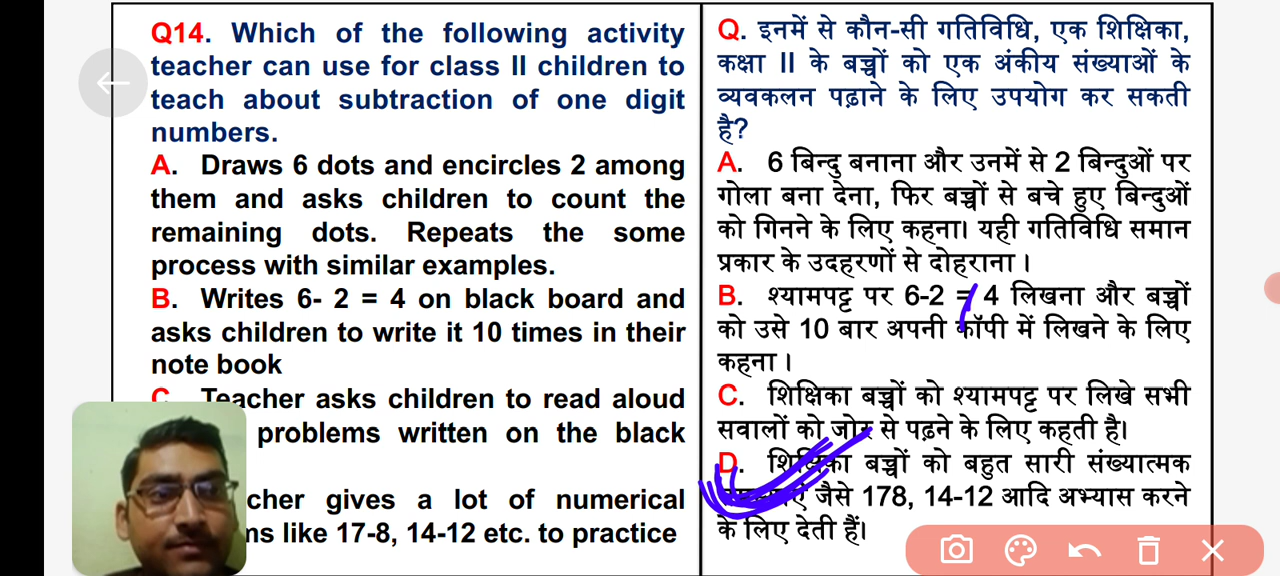 Q14. Which of the following activity
teacher can use for class II children to
teach about subtraction of one digit
numbers.
A. Draws 6 dots and encircles 2 among
them and asks children to count the
remaining dots. Repeats the some
process with similar examples.
B. Writes 6- 2 = 4 on black board and
asks children to write it 10 times in their
note book
C. Teacher asks children to read aloud
problems written on the black
cher gives a lot of numerical
ns like 17-8, 14-12 etc. to practice
Q. इनमें से कौन-सी गतिविधि, एक शिक्षिका,
कक्षा II के बच्चों को एक अंकीय संख्याओं के
व्यवकलन पढ़ाने के लिए उपयोग कर सकती
है?
A. 6 बिन्दु बनाना और उनमें से 2 बिन्दुओं पर
गोला बना देना, फिर बच्चों से बचे हुए बिन्दुओं
को गिनने के लिए कहना। यही गतिविधि समान
प्रकार के उदहरणों से दोहराना।
B. श्यामपट्ट पर 6-2 = 4 लिखना और बच्चों
को उसे 10 बार अपनी कॉपी में लिखने के लिए
कहना।
C. शिक्षिका बच्चों को श्यामपट्ट पर लिखे सभी
सवालों को जोर से पढ़ने के लिए कहती है।
D. शिक्षिका बच्चों को बहुत सारी संख्यात्मक
जैसे 178, 14-12 आदि अभ्यास करने
के लिए देती हैं।